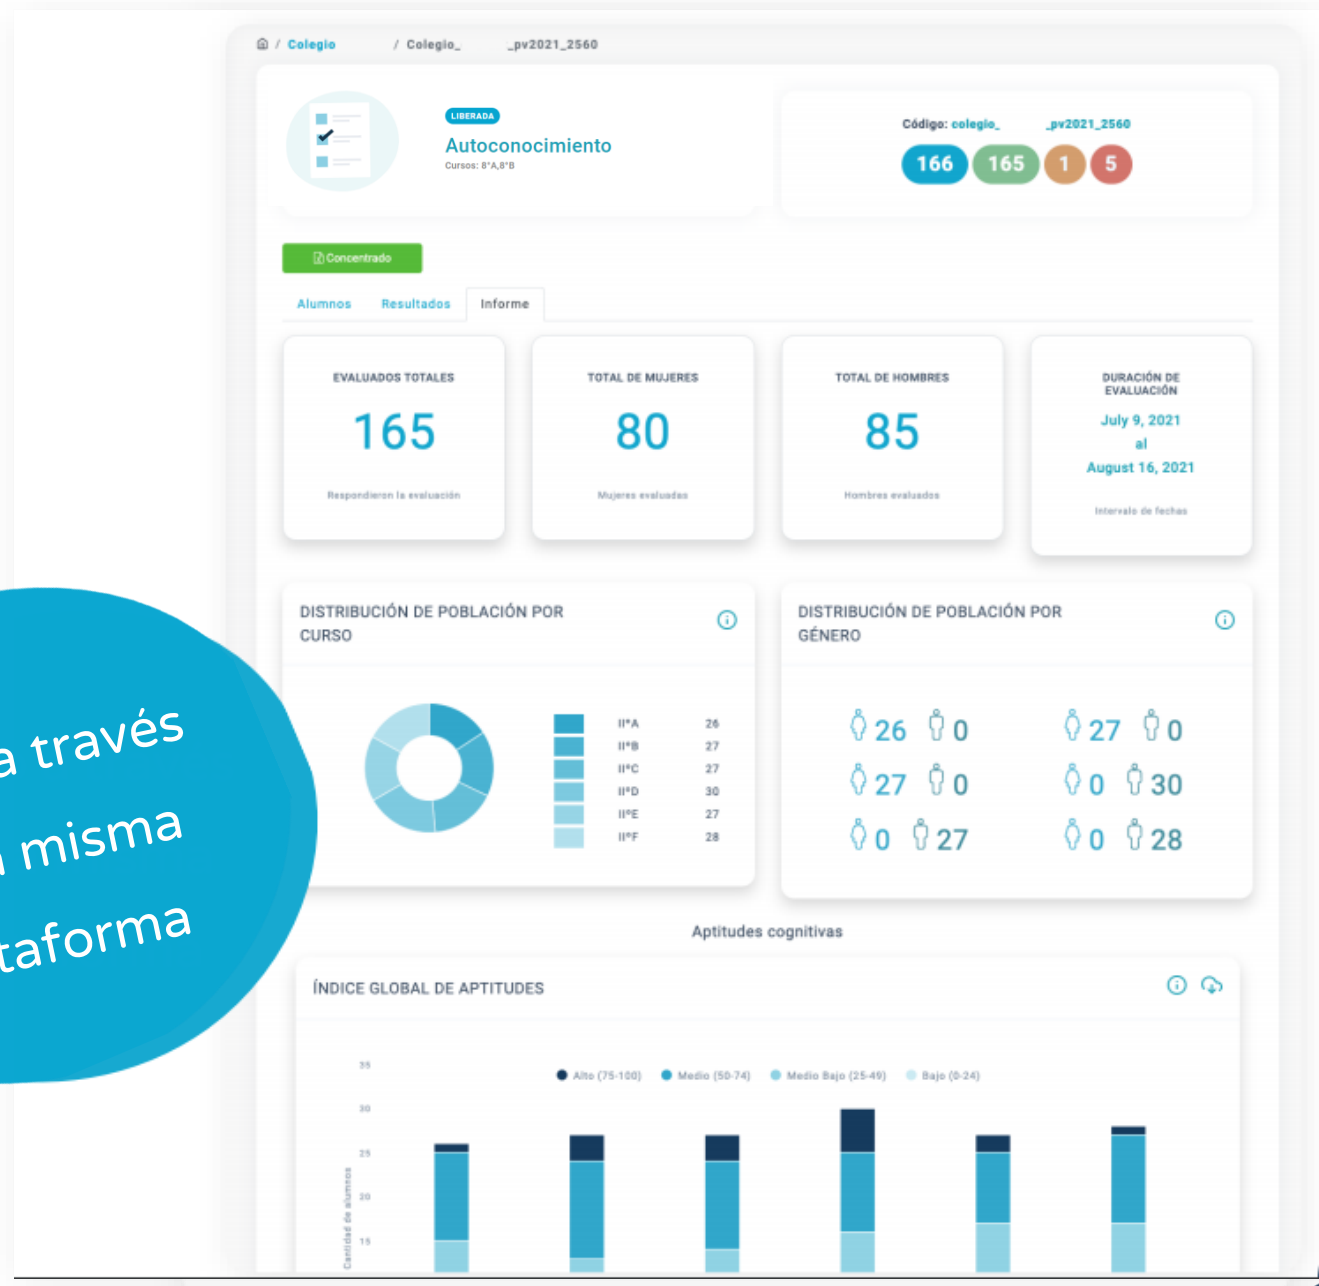 / Colegio / Colegio_ _pv2021_2560
LIBERADA
Autoconocimiento
Cursos: 8°A,8°B
Código: colegio_ _pv2021_2560
166 165 1 5
Concentrado
Alumnos Resultados Informe
EVALUADOS TOTALES
165
Respondieron la evaluación
TOTAL DE MUJERES
80
Mujeres evaluadas
TOTAL DE HOMBRES
85
Hombres evaluados
DURACIÓN DE
EVALUACIÓN
July 9, 2021
al
August 16, 2021
Intervalo de fechas
a través
misma
taforma
DISTRIBUCIÓN DE POBLACIÓN POR
CURSO
II°A 26
II°B 27
II°C 27
II°D 30
II°E 27
II°F 28
DISTRIBUCIÓN DE POBLACIÓN POR
GÉNERO
26 0 27 0
27 0 0 30
0 27 0 28
Aptitudes cognitivas
ÍNDICE GLOBAL DE APTITUDES
Alto (75-100) Medio (50-74) Medio Bajo (25-49) Bajo (0-24)
35
30
25
20
15
Cantidad de alumnos